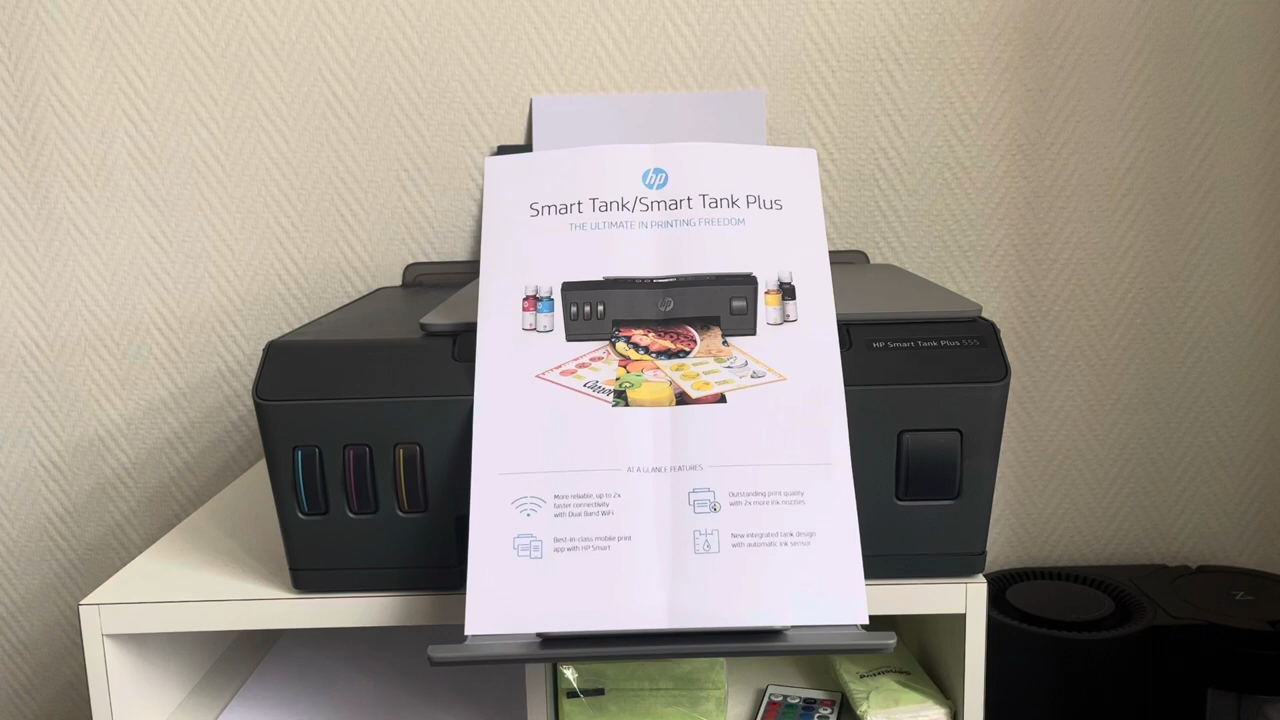 hp
Smart Tank/Smart Tank Plus
THE ULTIMATE IN PRINTING FREEDOM
HP Smart Tank Plus 555
AT A GLANCE FEATURES
More reliable, up to 2x
faster connectivity
with Dual Band WiFi
Outstanding print quality
with 2x more ink nozzles
Best-in-class mobile print
app with HP Smart
New integrated tank design
with automatic ink sensor
Sensitive